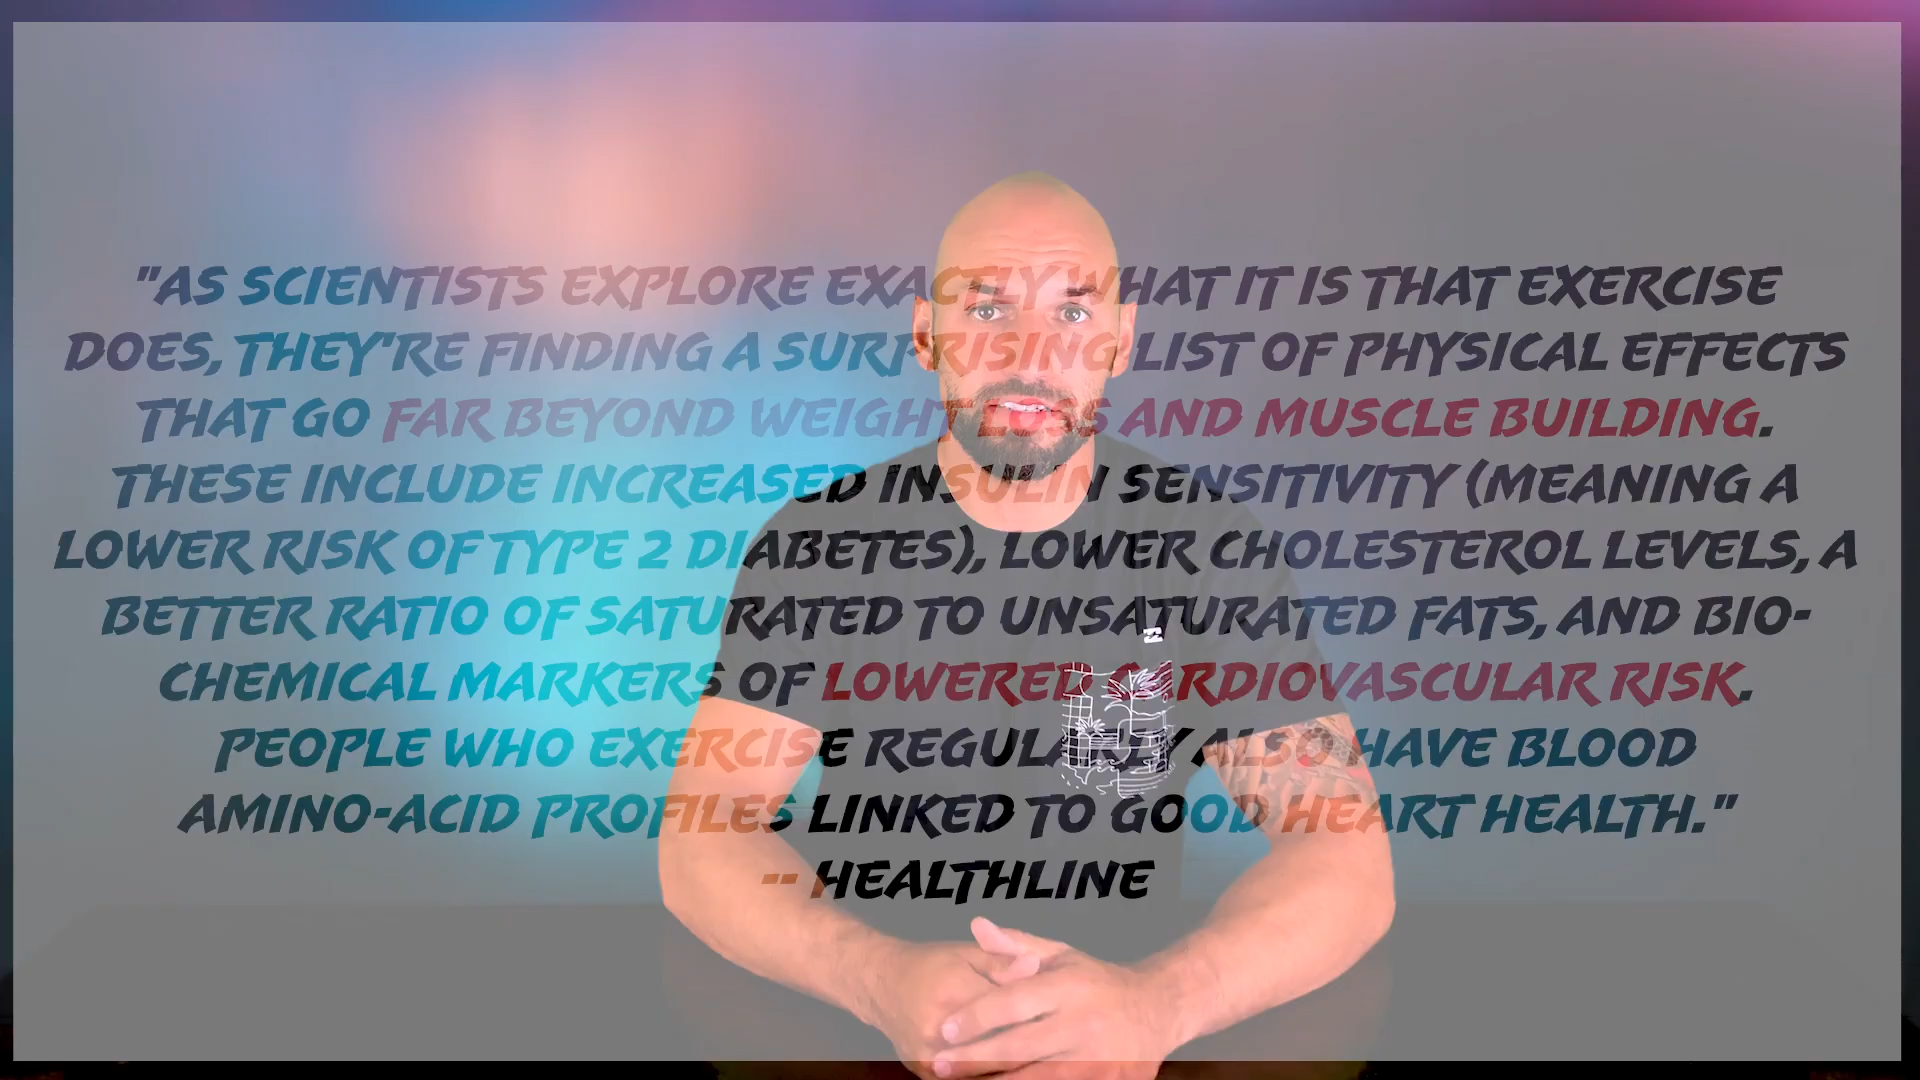 "AS SCIENTISTS EXPLORE EXACTLY WHAT IT IS THAT EXERCISE
DOES, THEY'RE FINDING A SURPRISING LIST OF PHYSICAL EFFECTS
THAT GO FAR BEYOND WEIGHT LOSS AND MUSCLE BUILDING.
THESE INCLUDE INCREASED INSULIN SENSITIVITY (MEANING A
LOWER RISK OF TYPE 2 DIABETES), LOWER CHOLESTEROL LEVELS, A
BETTER RATIO OF SATURATED TO UNSATURATED FATS, AND BIO-
CHEMICAL MARKERS OF LOWERED CARDIOVASCULAR RISK.
PEOPLE WHO EXERCISE REGULARLY ALSO HAVE BLOOD
AMINO-ACID PROFILES LINKED TO GOOD HEART HEALTH."
-- HEALTHLINE